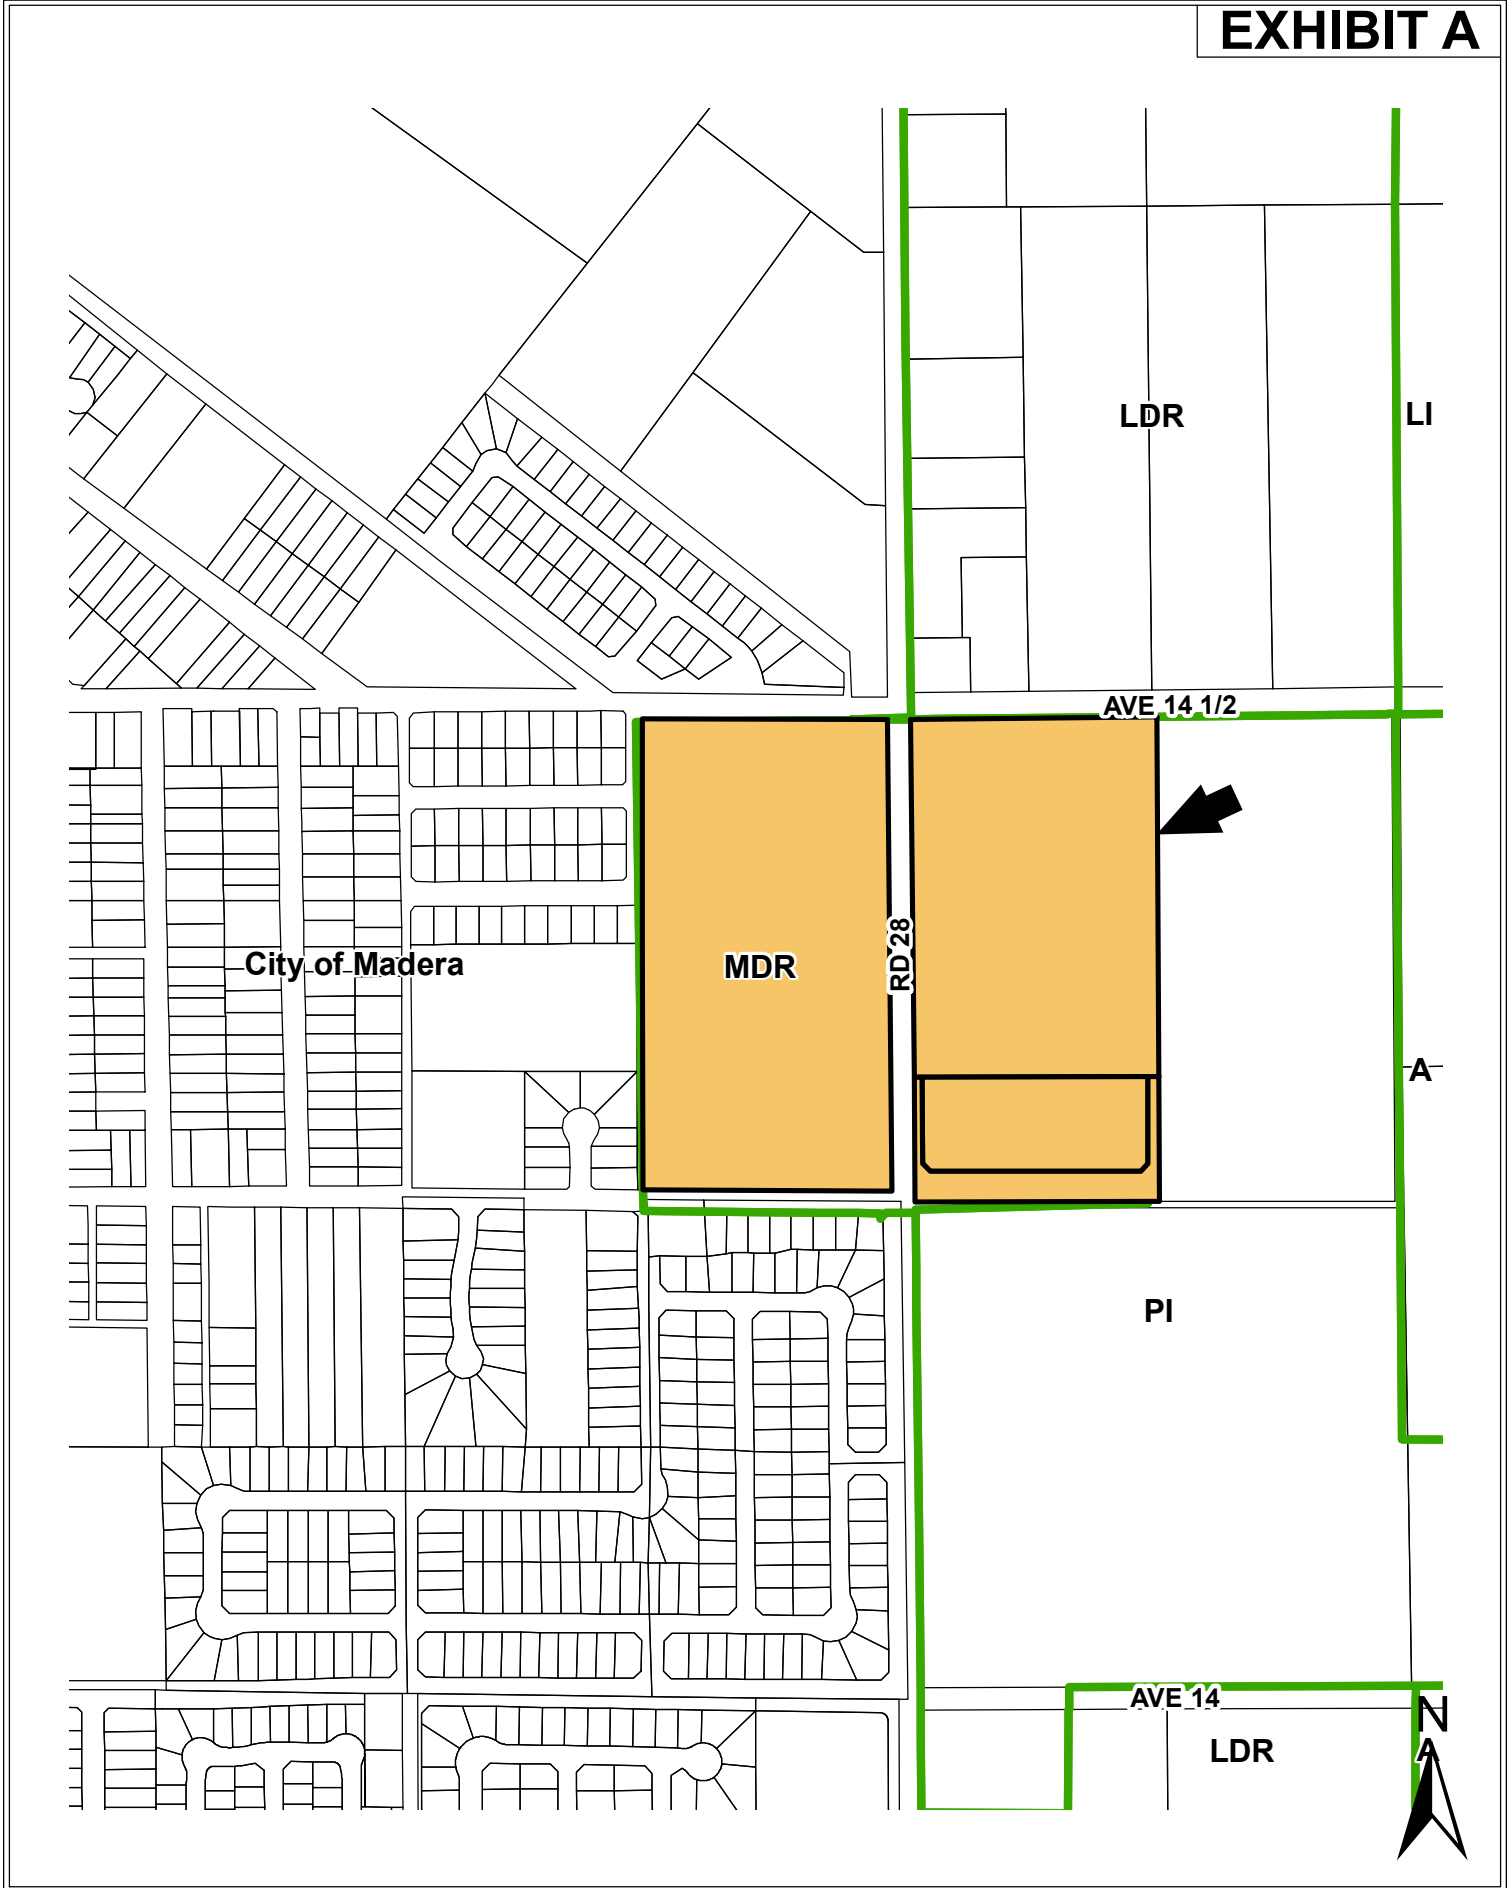 EXHIBIT A
LDR
LI
AVE 14 1/2
City of Madera
MDR
RD 28
A
PI
AVE 14
N
LDR
A